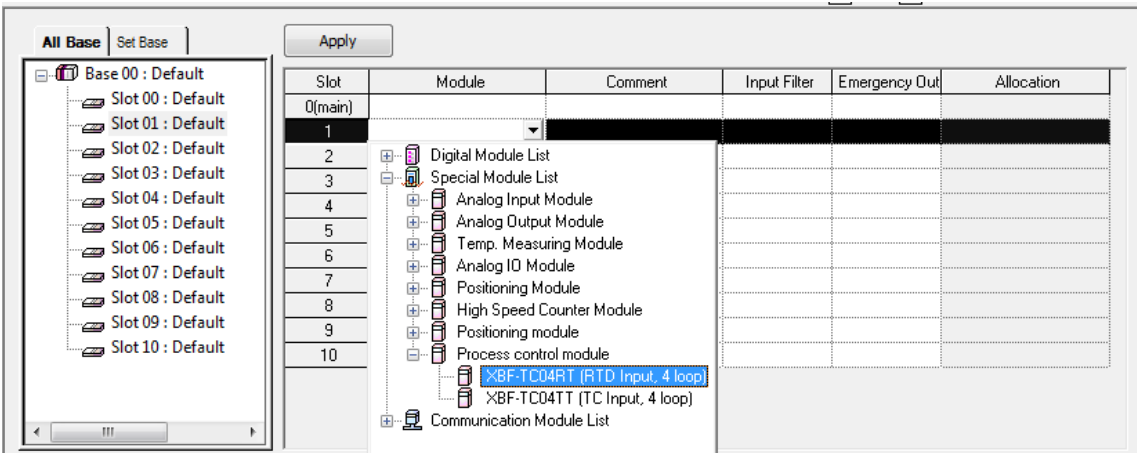 All Base Set Base
Apply
Base 00 : Default
Slot 00 : Default
Slot 01 : Default
Slot 02 : Default
Slot 03 : Default
Slot 04 : Default
Slot 05 : Default
Slot 06 : Default
Slot 07 : Default
Slot 08 : Default
Slot 09 : Default
Slot 10 : Default
Slot Module Comment Input Filter Emergency Out Allocation
0(main)
1
2
3
4
5
6
7
8
9
10
Digital Module List
Special Module List
Analog Input Module
Analog Output Module
Temp. Measuring Module
Analog IO Module
Positioning Module
High Speed Counter Module
Positioning module
Process control module
XBF-TC04RT (RTD Input, 4 loop)
XBF-TC04TT (TC Input, 4 loop)
Communication Module List